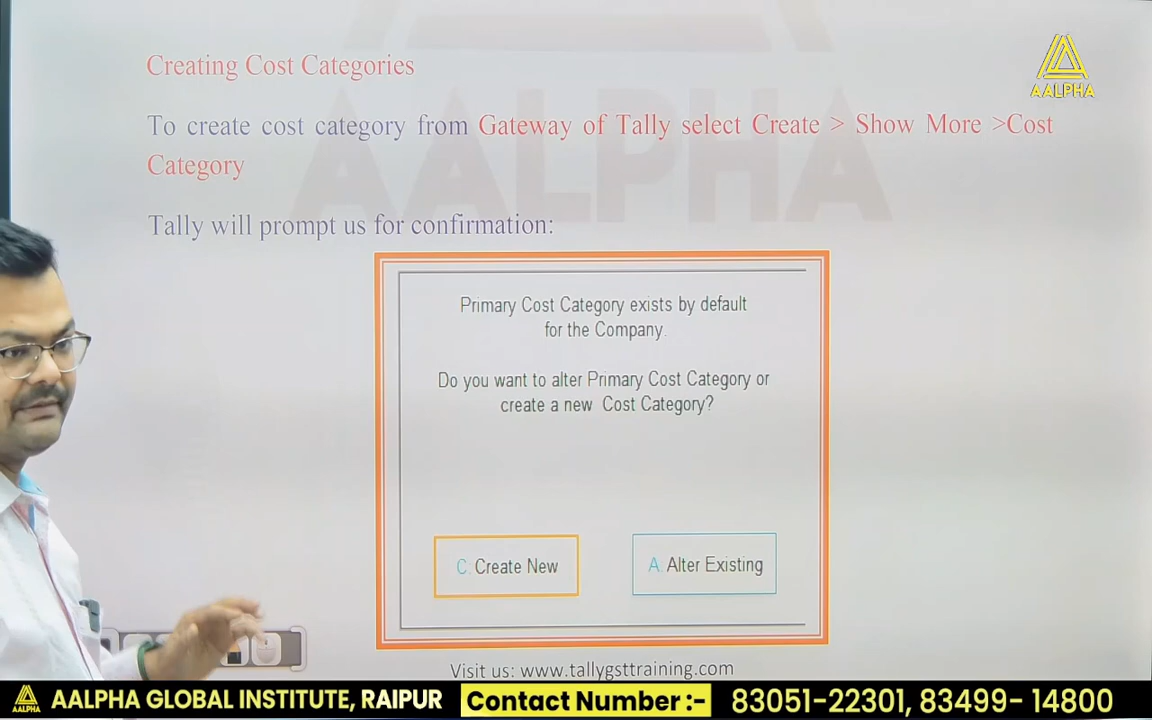 Creating Cost Categories
AALPHA
To create cost category from Gateway of Tally select Create > Show More >Cost
Category
AALPHA
Tally will prompt us for confirmation:
Primary Cost Category exists by default
for the Company.
Do you want to alter Primary Cost Category or
create a new Cost Category?
C: Create New
A: Alter Existing
Visit us: www.tallygsttraining.com
AALPHA
AALPHA GLOBAL INSTITUTE, RAIPUR
Contact Number :-
83051-22301, 83499- 14800